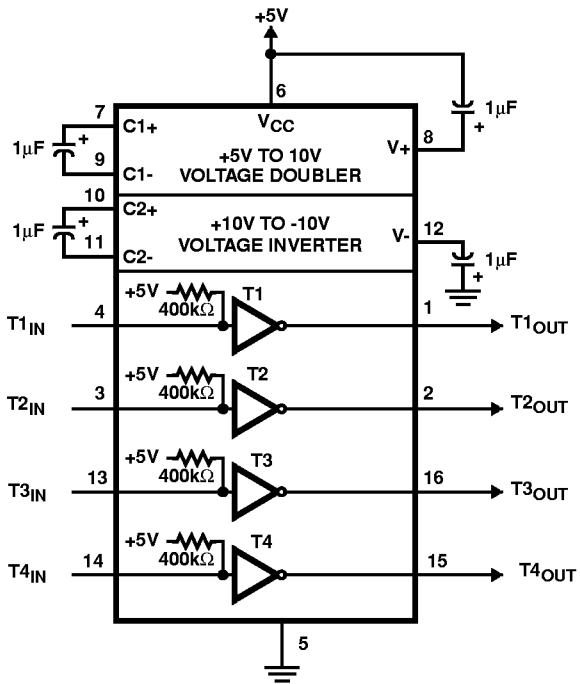 +5V
6
VCC
7
C1+
1µF
+
9
C1-
+5V TO 10V
VOLTAGE DOUBLER
V+
8
1µF
+
10
C2+
1µF
+
11
C2-
+10V TO -10V
VOLTAGE INVERTER
V-
12
1µF
+
+5V
400kΩ
T1
T1IN
4
1
T1OUT
+5V
400kΩ
T2
T2IN
3
2
T2OUT
+5V
400kΩ
T3
T3IN
13
16
T3OUT
+5V
400kΩ
T4
T4IN
14
15
T4OUT
5